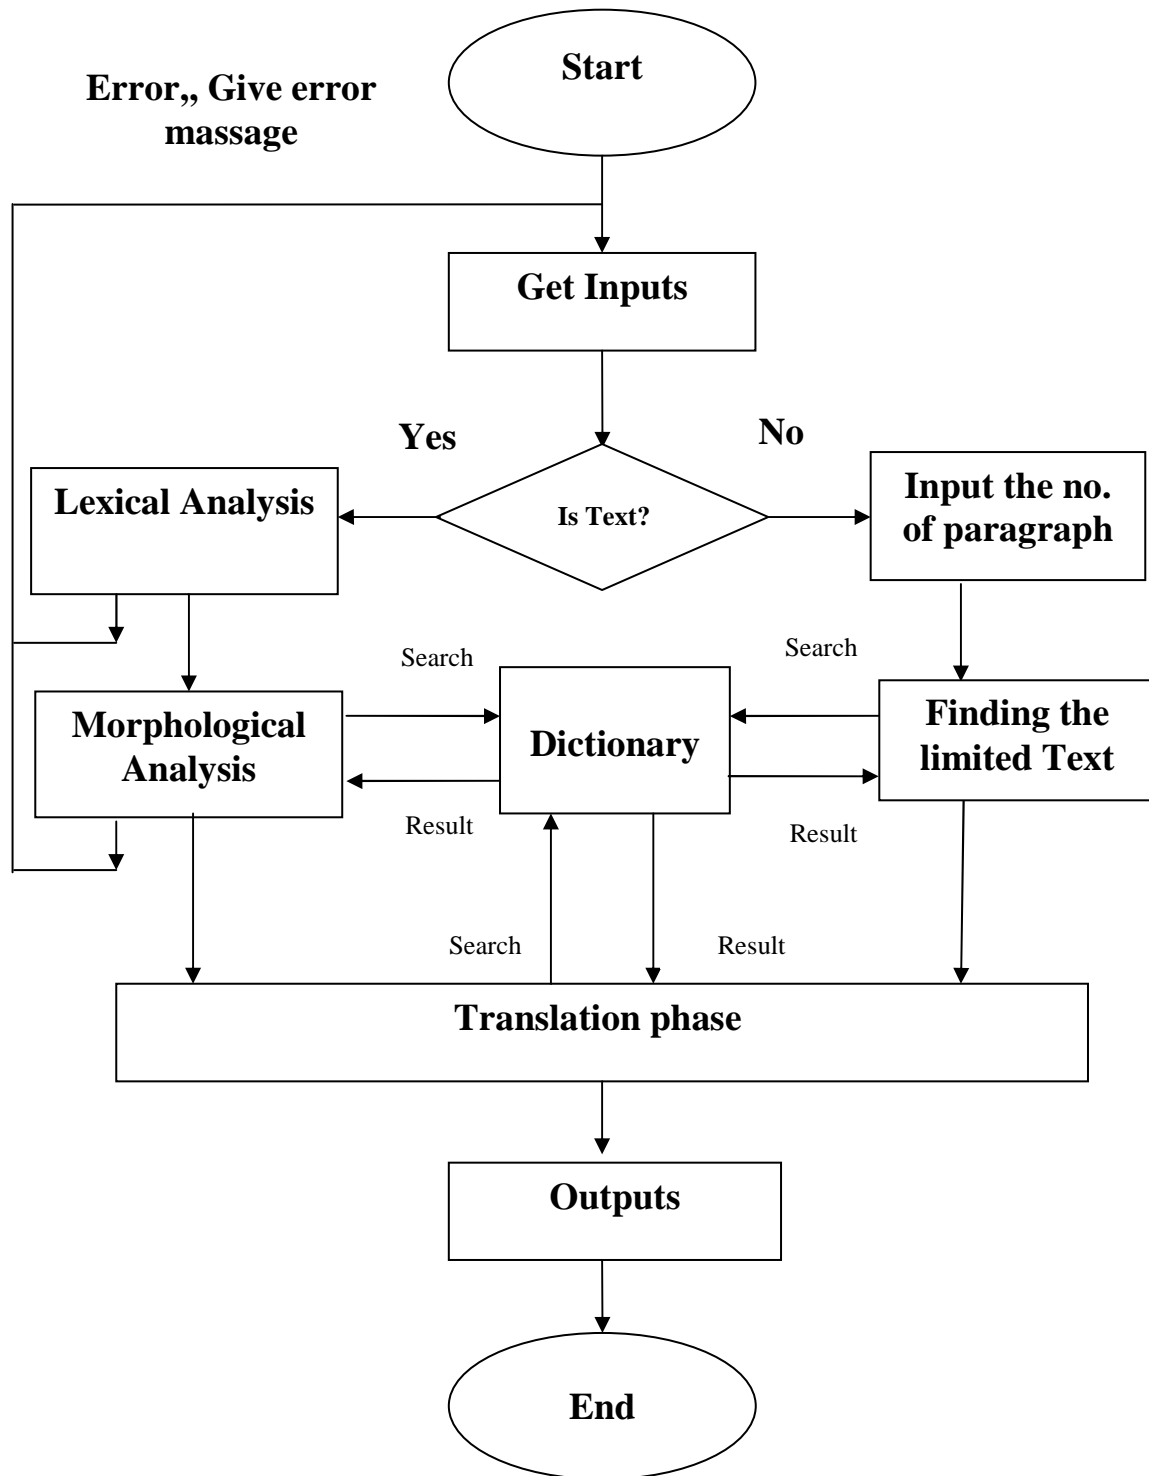 Start
Error,, Give error
massage
Get Inputs
Yes
No
Lexical Analysis
Is Text?
Input the no.
of paragraph
Search
Search
Morphological
Analysis
Dictionary
Finding the
limited Text
Result
Result
Search
Result
Translation phase
Outputs
End